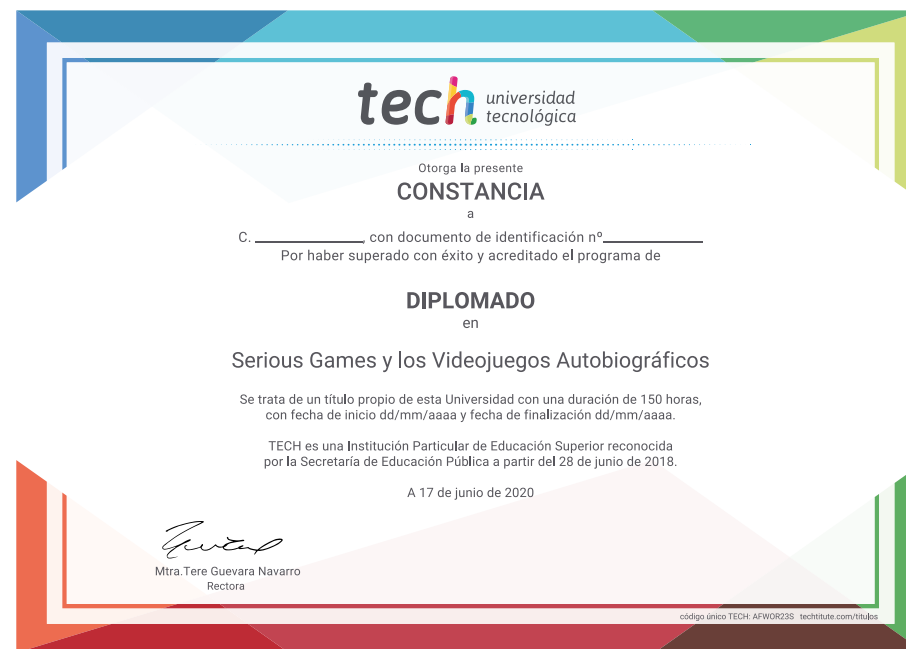 tech universidad
tecnológica
Otorga la presente
CONSTANCIA
a
C. ______________, con documento de identificación nº_____________
Por haber superado con éxito y acreditado el programa de
DIPLOMADO
en
Serious Games y los Videojuegos Autobiográficos
Se trata de un título propio de esta Universidad con una duración de 150 horas,
con fecha de inicio dd/mm/aaaa y fecha de finalización dd/mm/aaaa.
TECH es una Institución Particular de Educación Superior reconocida
por la Secretaría de Educación Pública a partir del 28 de junio de 2018.
A 17 de junio de 2020
Mtra.Tere Guevara Navarro
Rectora
código único TECH: AFWOR23S techtitute.com/titulos